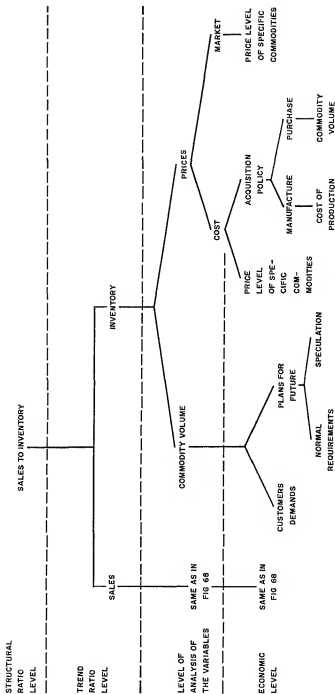 STRUCTURAL
RATIO
LEVEL
SALES TO INVENTORY
TREND
RATIO
LEVEL
SALES
INVENTORY
LEVEL OF
ANALYSIS OF
THE VARIABLES
SAME AS IN
FIG 68
COMMODITY VOLUME
PRICES
COST
MARKET
ECONOMIC
LEVEL
SAME AS IN
FIG 68
CUSTOMERS
DEMANDS
PLANS FOR
FUTURE
NORMAL
REQUIREMENTS
SPECULATION
PRICE
LEVEL
OF SPE-
CIFIC
COM-
MODITIES
ACQUISITION
POLICY
MANUFACTURE
COST OF
PRODUCTION
PURCHASE
COMMODITY
VOLUME
PRICE LEVEL
OF SPECIFIC
COMMODITIES